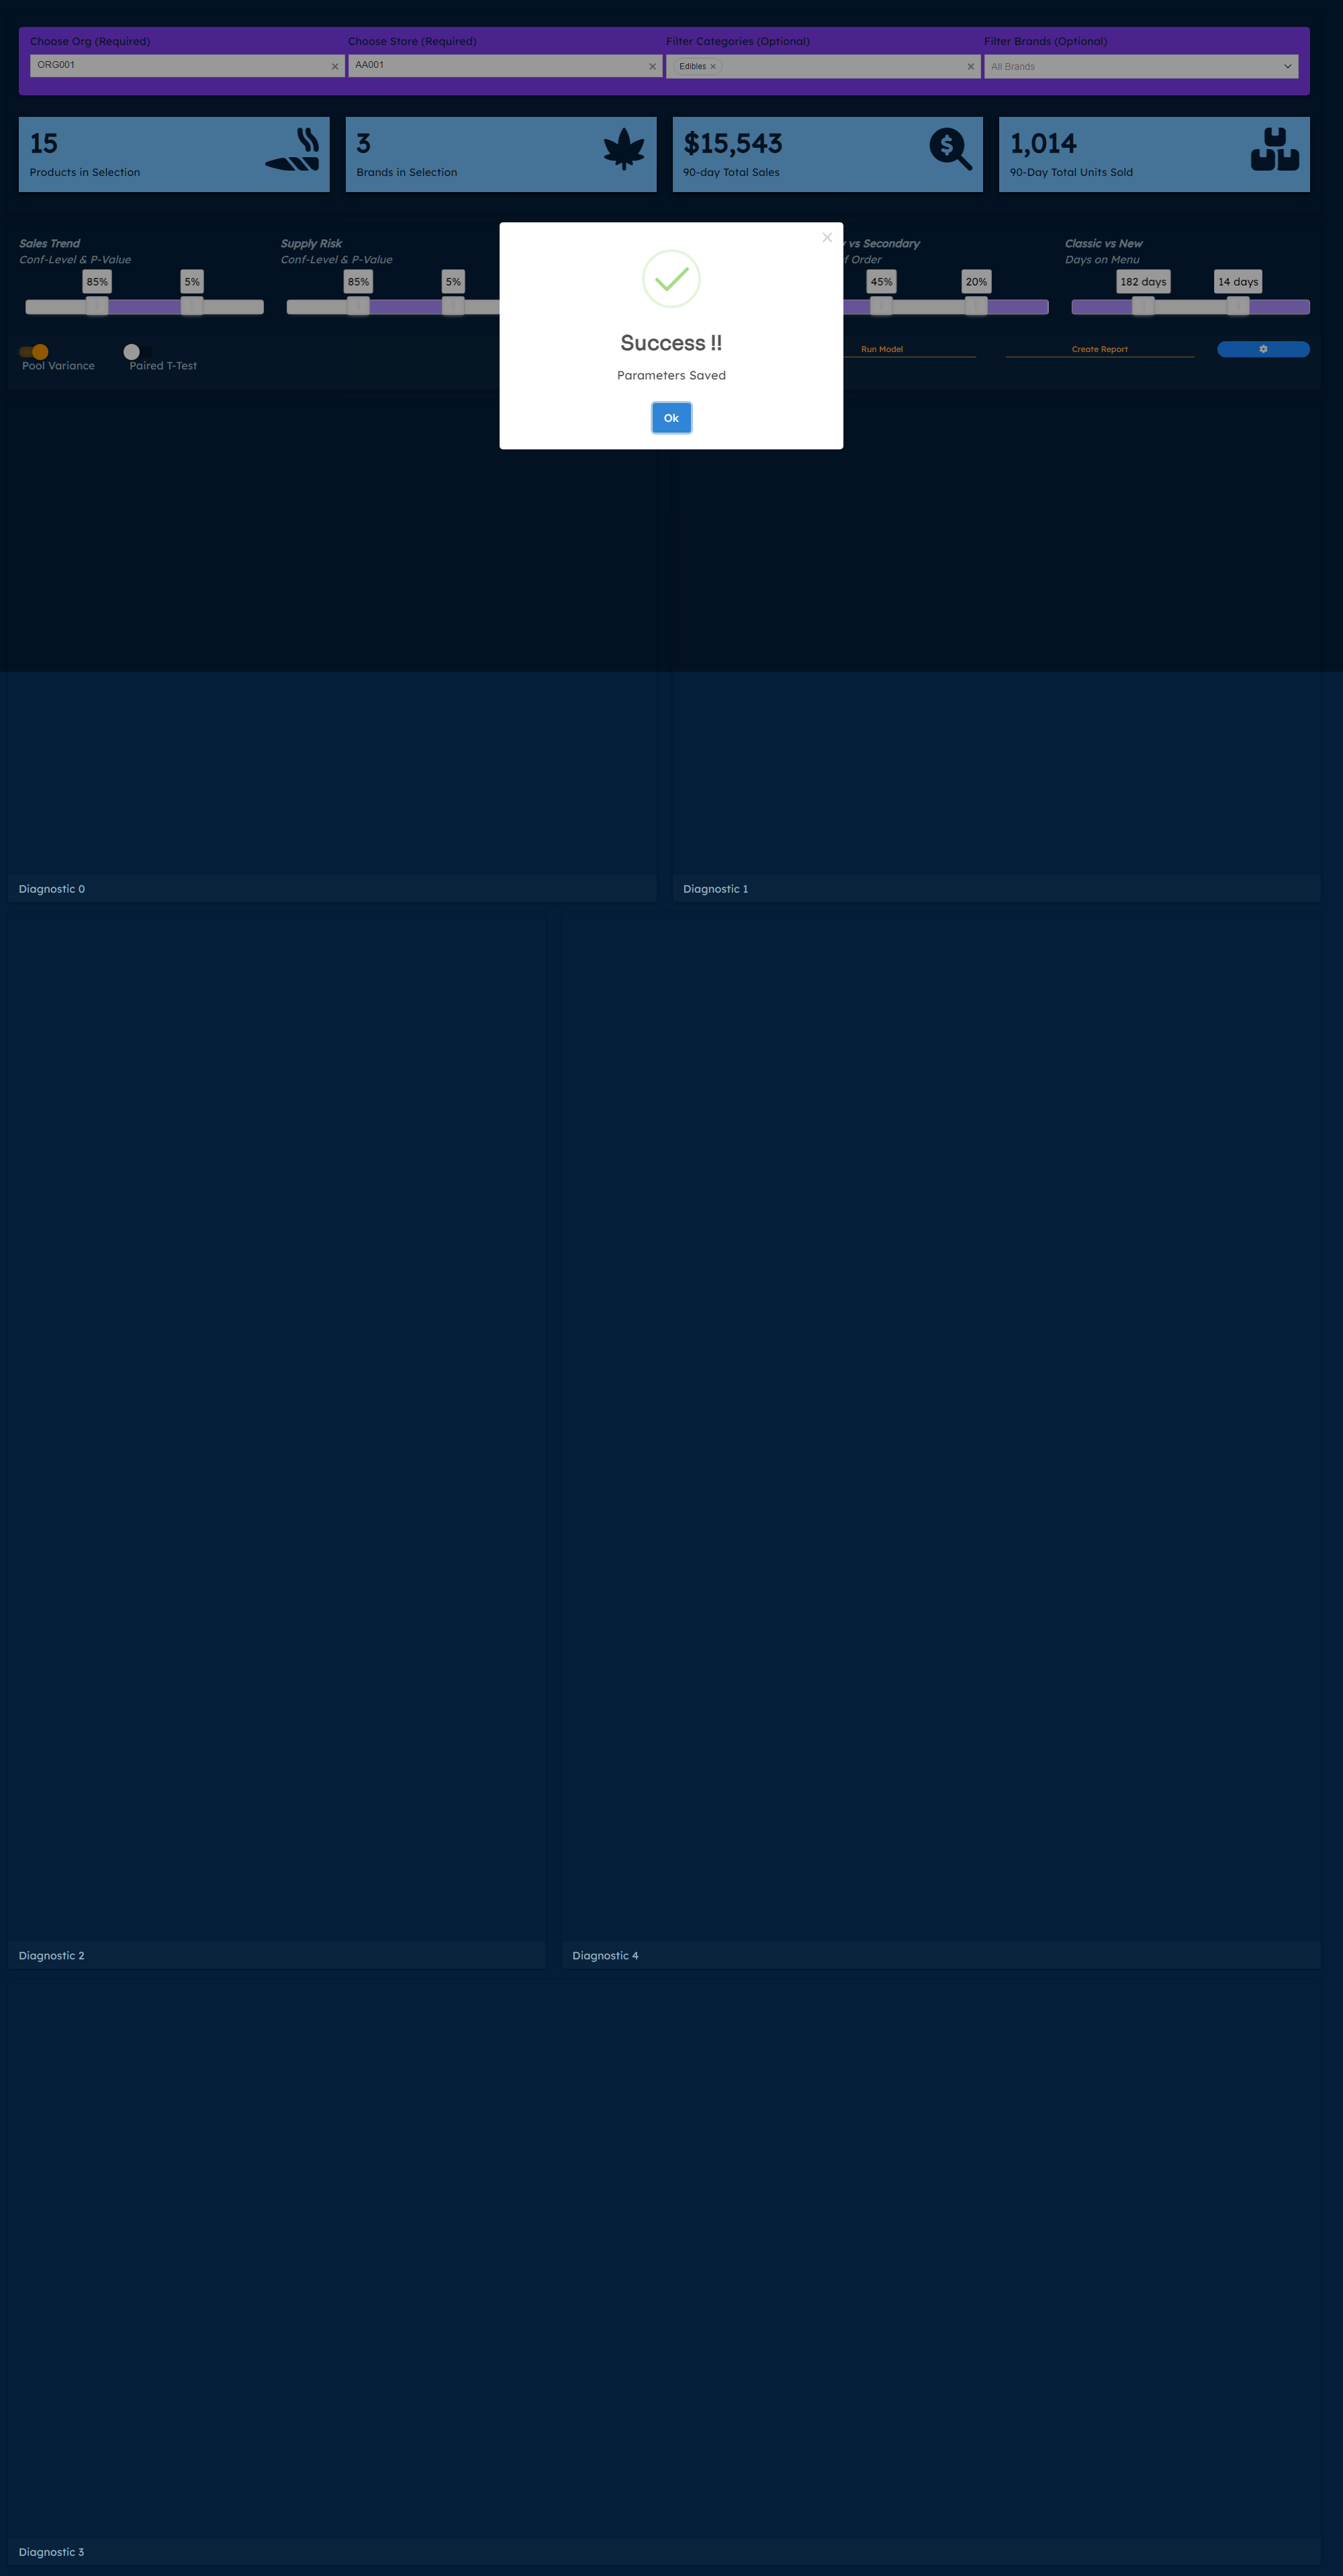 Choose Org (Required)
Choose Store (Required)
Filter Categories (Optional)
Filter Brands (Optional)
ORG001 ×
AA001 ×
Edibles × ×
All Brands
15
Products in Selection
3
Brands in Selection
$15,543
90-day Total Sales
1,014
90-Day Total Units Sold
Sales Trend
Conf-Level & P-Value
85% 5%
Supply Risk
Conf-Level & P-Value
85% 5%
vs Secondary
of Order
45% 20%
Classic vs New
Days on Menu
182 days 14 days
Pool Variance
Paired T-Test
Run Model
Create Report
×
Success !!
Parameters Saved
Ok
Diagnostic 0
Diagnostic 1
Diagnostic 2
Diagnostic 4
Diagnostic 3